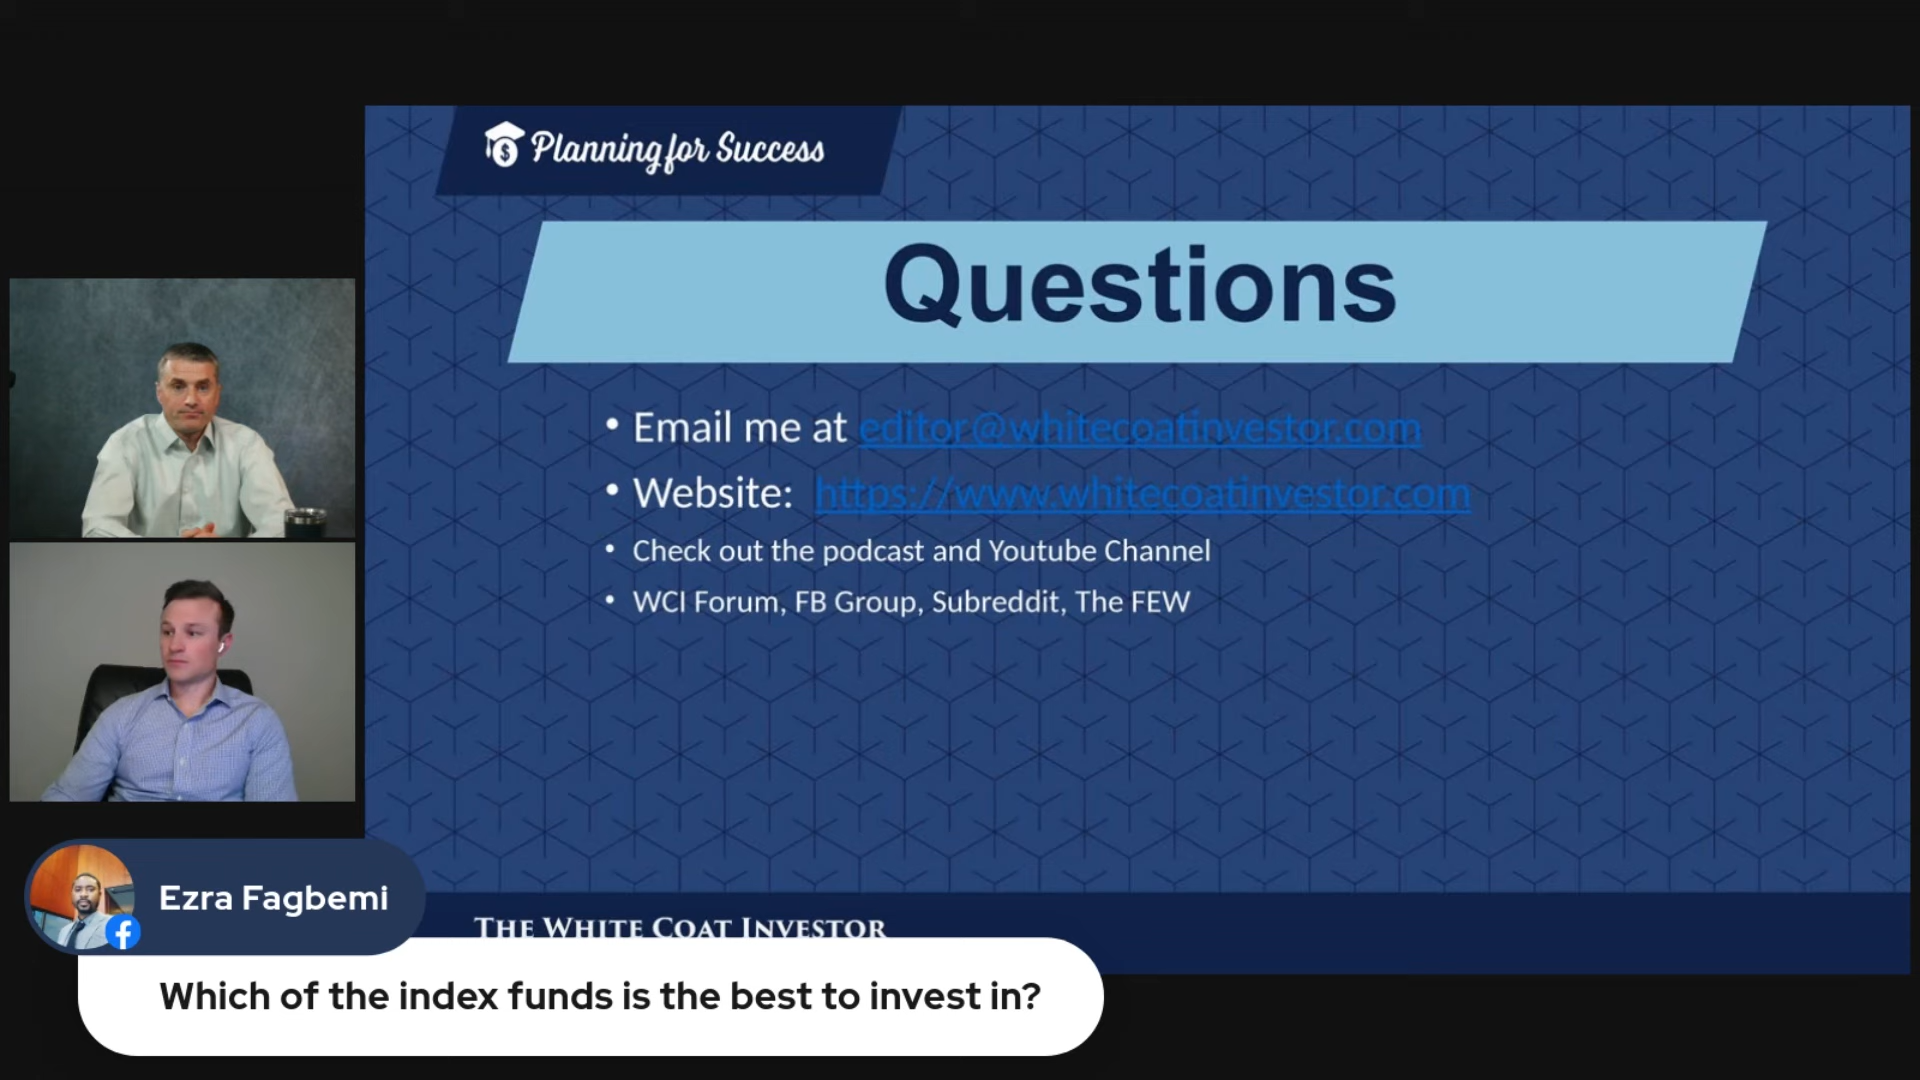 Planning for Success
Questions
• Email me at editor@whitecoatinvestor.com
• Website: https://www.whitecoatinvestor.com
• Check out the podcast and Youtube Channel
• WCI Forum, FB Group, Subreddit, The FEW
THE WHITE COAT INVESTOR
Ezra Fagbemi
Which of the index funds is the best to invest in?